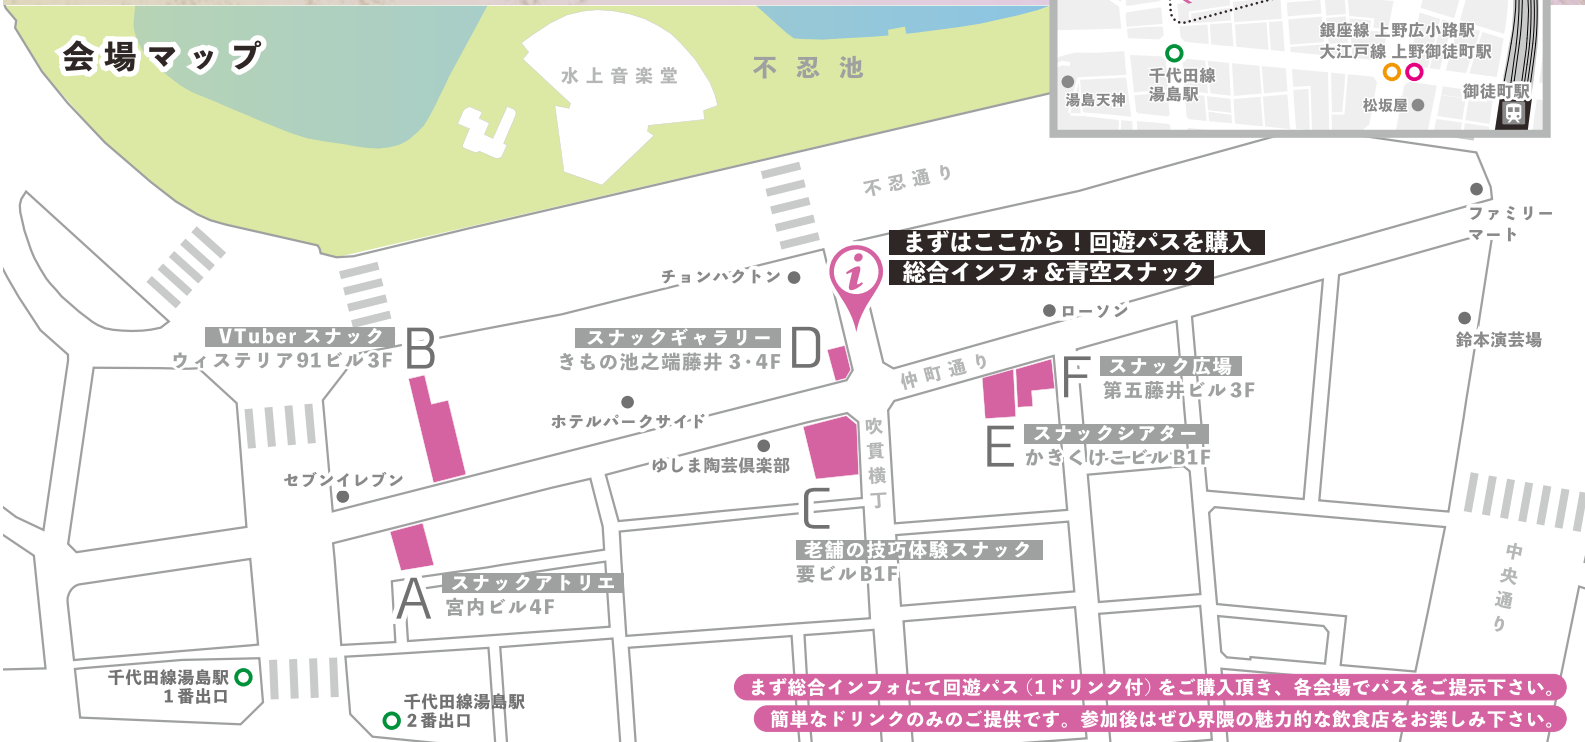 会場マップ
水上音楽堂
不忍池
銀座線 上野広小路駅
大江戸線 上野御徒町駅
千代田線
湯島駅
湯島天神
松坂屋
御徒町駅
不忍通り
ファミリー
マート
まずはここから！回遊パスを購入
総合インフォ＆青空スナック
i
チョンハクトン
ローソン
鈴本演芸場
VTuber スナック
ウィステリア91ビル3F
B
スナックギャラリー
きもの池之端藤井 3・4F
D
仲町通り
F
スナック広場
第五藤井ビル3F
ホテルパークサイド
吹貫横丁
E
スナックシアター
かきくけこビルB1F
ゆしま陶芸倶楽部
セブンイレブン
C
老舗の技巧体験スナック
要ビルB1F
中央通り
A
スナックアトリエ
宮内ビル4F
千代田線湯島駅
1番出口
千代田線湯島駅
2番出口
まず総合インフォにて回遊パス（1ドリンク付）をご購入頂き、各会場でパスをご提示下さい。
簡単なドリンクのみのご提供です。参加後はぜひ界隈の魅力的な飲食店をお楽しみ下さい。